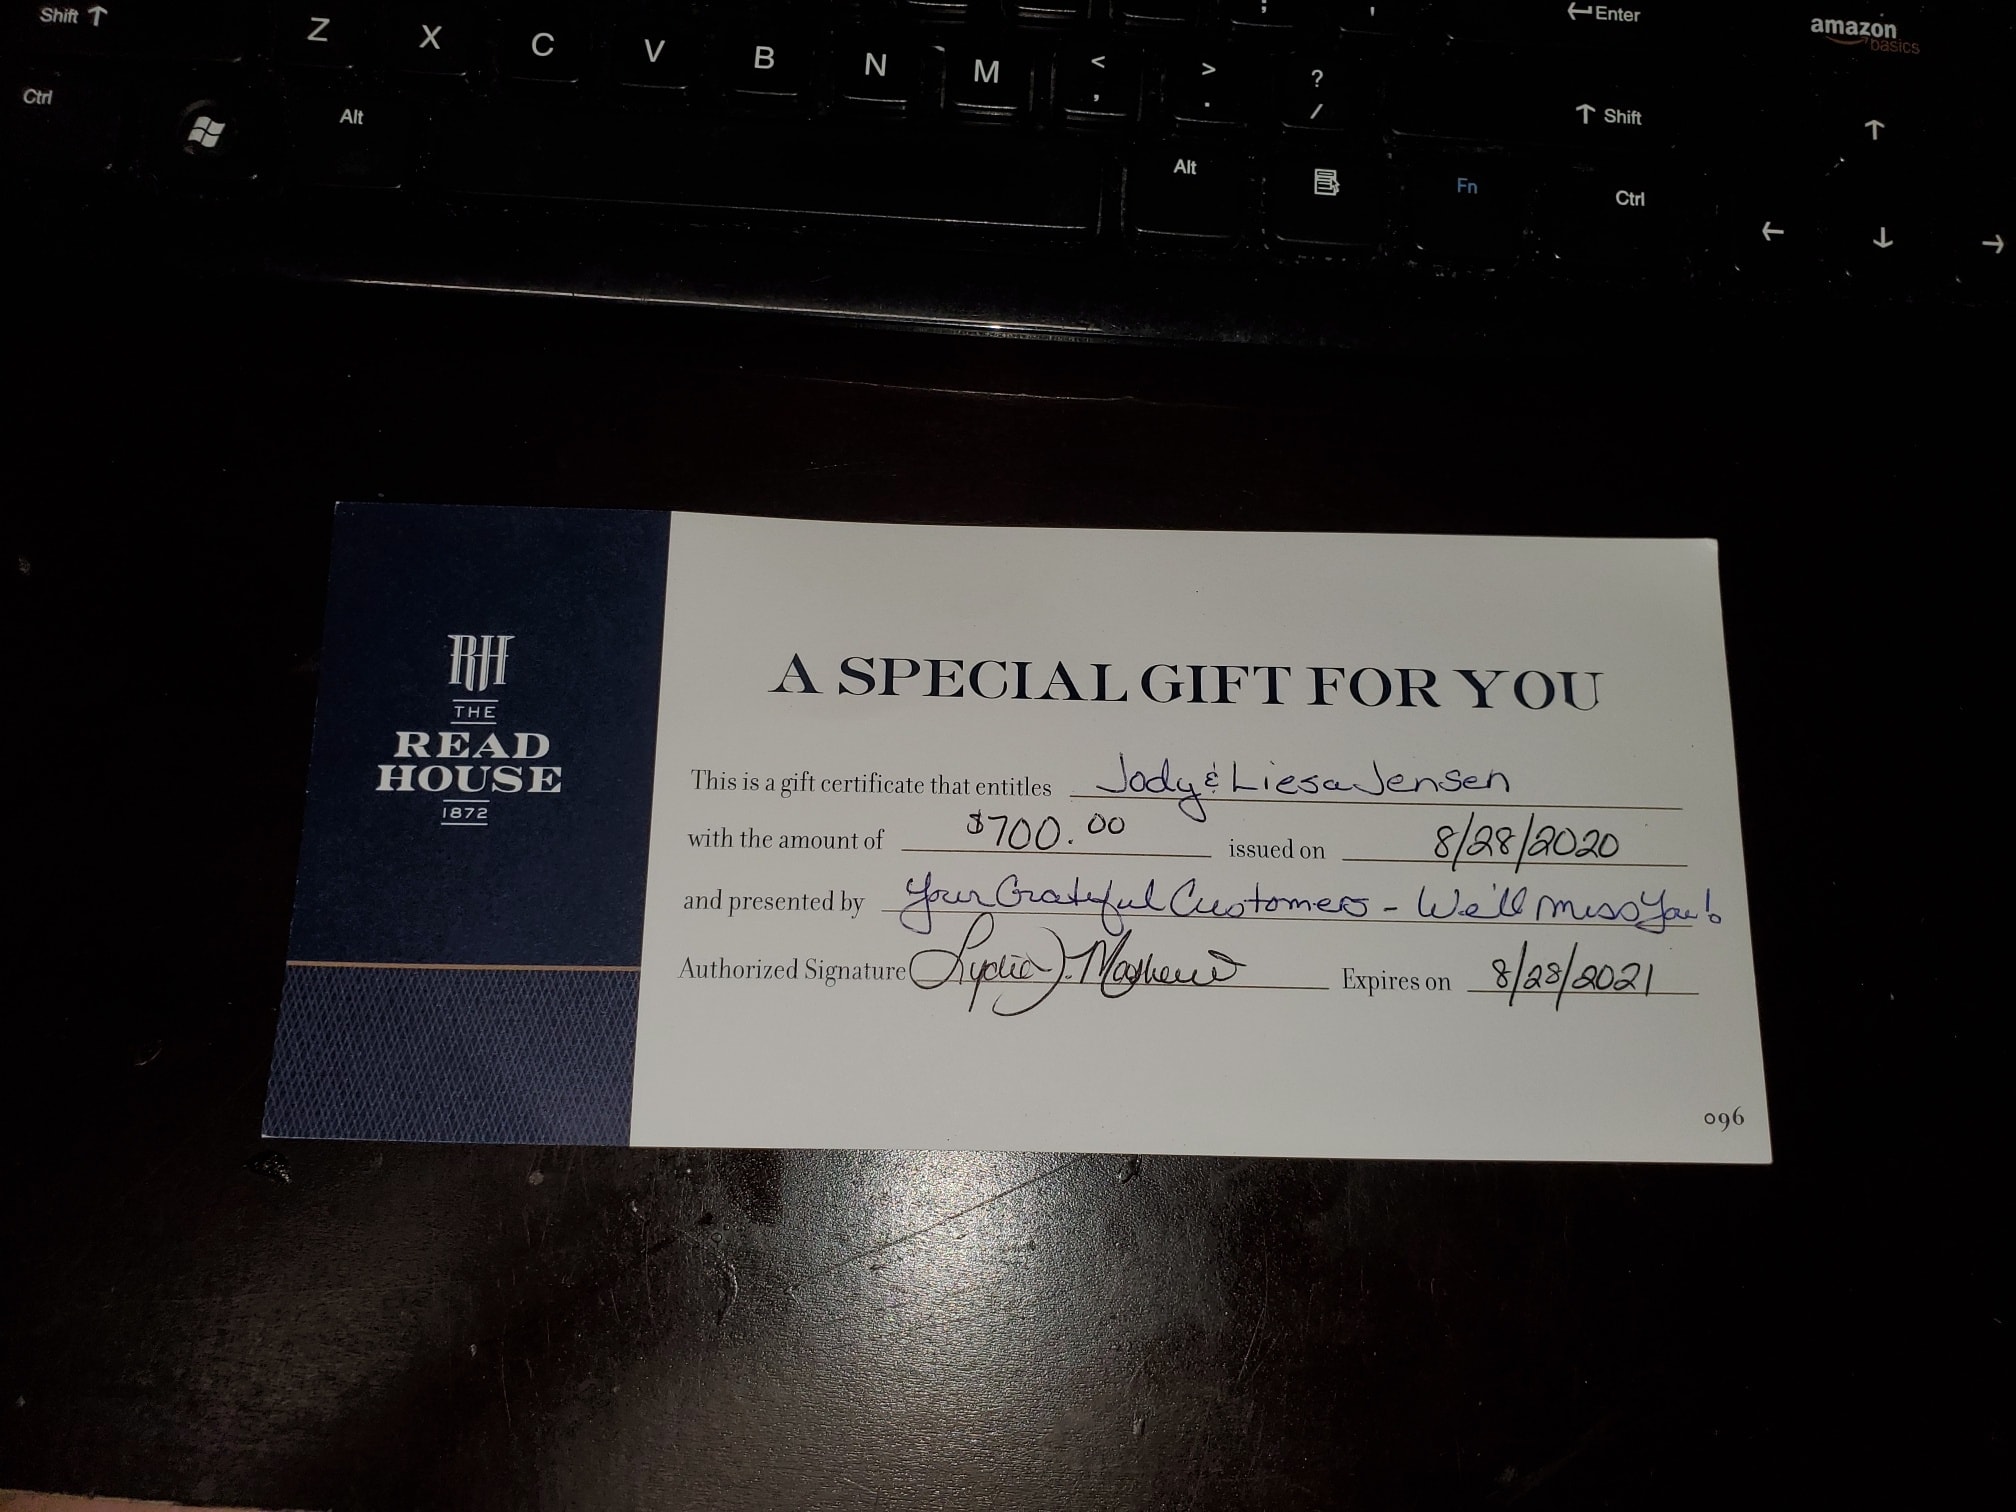 Shift ↑ Z X C V B N M < , > . ? / ↵ Enter
amazon
basics
Ctrl Alt Alt Fn ↑ Shift Ctrl ↑ ← ↓ →
RH
THE
READ
HOUSE
1872
A SPECIAL GIFT FOR YOU
This is a gift certificate that entitles Jody & Liesa Jensen
with the amount of $700.00 issued on 8/28/2020
and presented by Your Grateful Customers - We'll miss You!
Authorized Signature Lydia J. Mayhew Expires on 8/28/2021
096